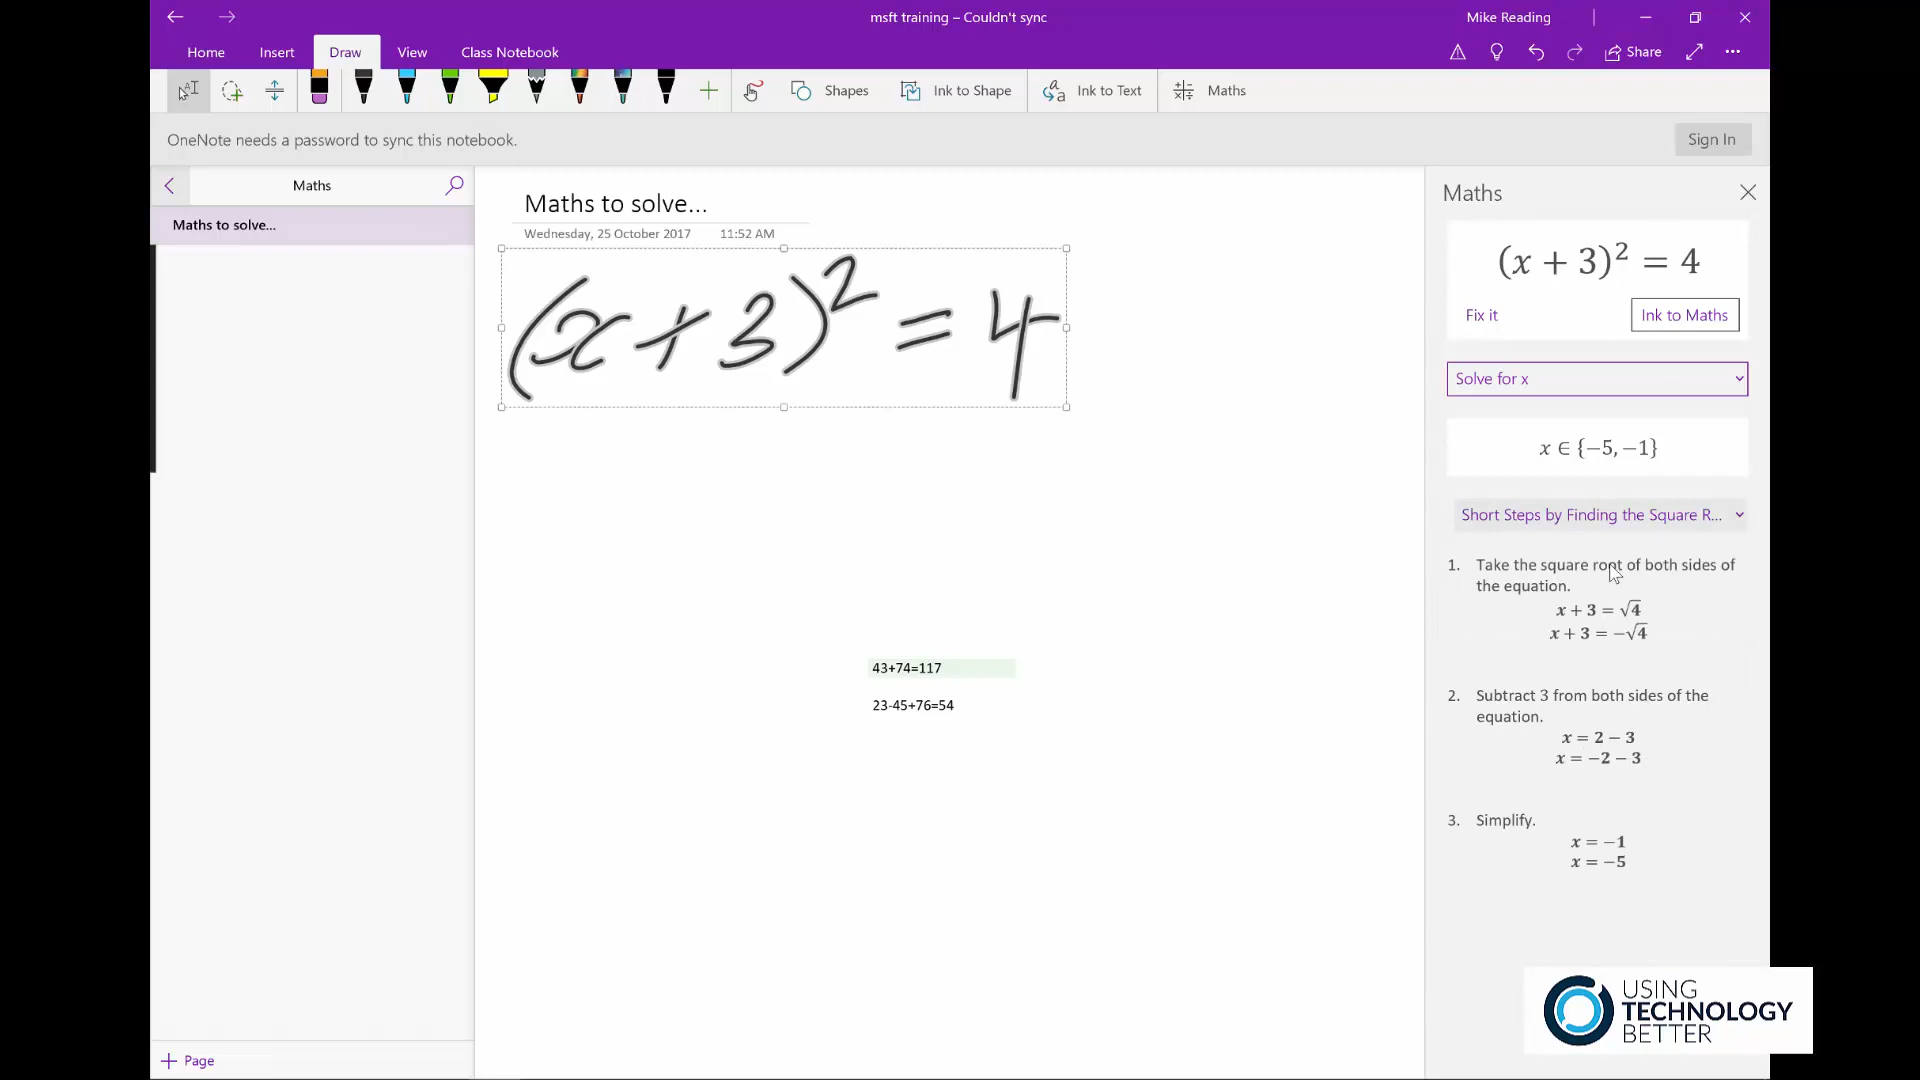 msft training – Couldn't sync
Mike Reading
Home Insert Draw View Class Notebook
Share
Shapes Ink to Shape Ink to Text Maths
OneNote needs a password to sync this notebook.
Sign In
Maths
Maths to solve...
Page
Maths to solve...
Wednesday, 25 October 2017 11:52 AM
(x+3)² = 4
43+74=117
23-45+76=54
Maths
(x + 3)² = 4
Fix it
Ink to Maths
Solve for x
x ∈ {−5, −1}
Short Steps by Finding the Square R...
1. Take the square root of both sides of
the equation.
x + 3 = √4
x + 3 = −√4
2. Subtract 3 from both sides of the
equation.
x = 2 − 3
x = −2 − 3
3. Simplify.
x = −1
x = −5
USING
TECHNOLOGY
BETTER